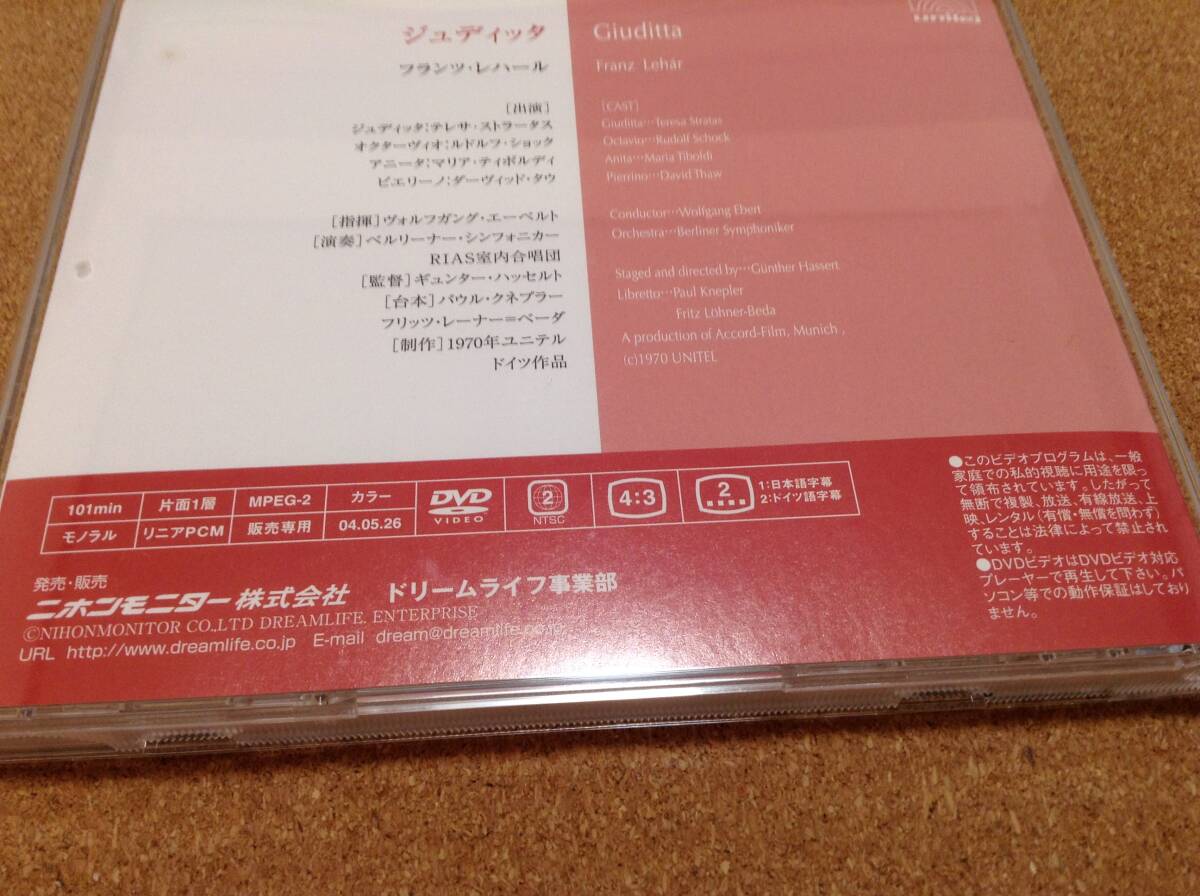 ジュディッタ
フランツ・レハール
[出演]
ジュディッタ:テレサ・ストラータス
オクターヴィオ:ルドルフ・ショック
アニータ:マリア・ティボルディ
ピエリーノ:ダーヴィッド・タウ
[指揮]ヴォルフガング・エーベルト
[演奏]ベルリーナー・シンフォニカー
RIAS室内合唱団
[監督]ギュンター・ハッセルト
[台本]パウル・クネプラー
フリッツ・レーナー=ベーダ
[制作]1970年ユニテル
ドイツ作品
Giuditta
Franz Lehár
[CAST]
Giuditta…Teresa Stratas
Octavio…Rudolf Schock
Anita…Maria Tiboldi
Pierrino…David Thaw
Conductor…Wolfgang Ebert
Orchestra…Berliner Symphoniker
Staged and directed by…Günther Hassert
Libretto…Paul Knepler
Fritz Löhner-Beda
A production of Accord-Film, Munich ,
(c)1970 UNITEL
101min 片面1層 MPEG-2 カラー
モノラル リニアPCM 販売専用 04.05.26
DVD
VIDEO
2
NTSC
4:3
2
1:日本語字幕
2:ドイツ語字幕
発売・販売
ニホンモニター株式会社 ドリームライフ事業部
©NIHONMONITOR CO.,LTD DREAMLIFE. ENTERPRISE
URL http://www.dreamlife.co.jp E-mail dream@dreamlife.co.jp
●このビデオプログラムは、一般
家庭での私的視聴に用途を限っ
て頒布されています。したがって
無断で複製、放送、有線放送、上
映、レンタル(有償・無償を問わず)
することは法律によって禁止され
ています。
●DVDビデオはDVDビデオ対応
プレーヤーで再生して下さい。パ
ソコン等での動作保証はしており
ません。